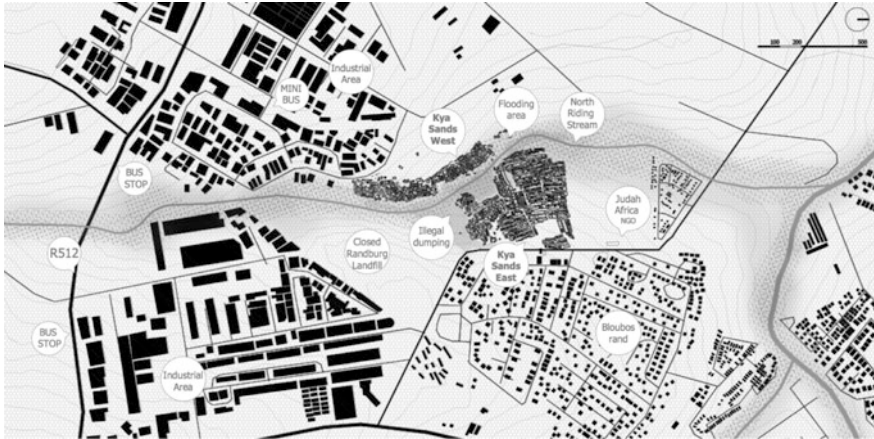 100 200 500
Industrial
Area
MINI
BUS
Kya
Sands
West
Flooding
area
North
Riding
Stream
BUS
STOP
Judah
Africa
NGO
Illegal
dumping
R512
Closed
Randburg
Landfill
Kya
Sands
East
BUS
STOP
Bloubos
rand
Industrial
Area